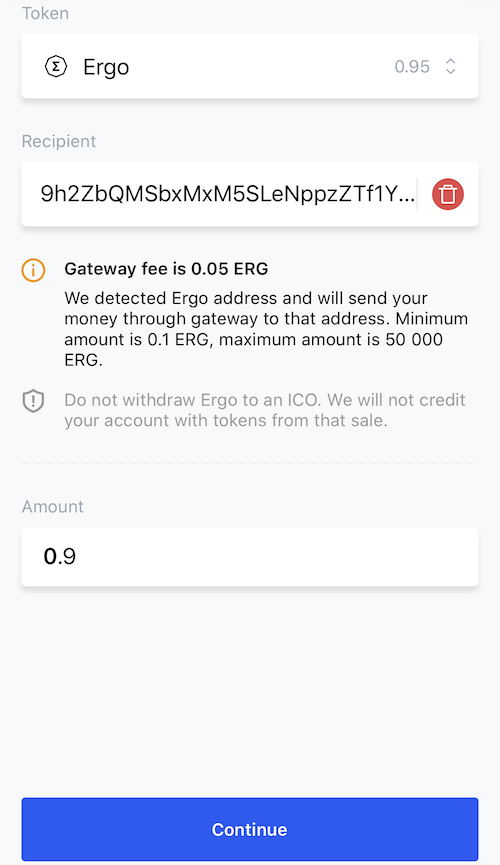 Token
Ergo 0.95
Recipient
9h2ZbQMSbxMxM5SLeNppzZTf1Y...
Gateway fee is 0.05 ERG
We detected Ergo address and will send your
money through gateway to that address. Minimum
amount is 0.1 ERG, maximum amount is 50 000
ERG.
Do not withdraw Ergo to an ICO. We will not credit
your account with tokens from that sale.
Amount
0.9
Continue